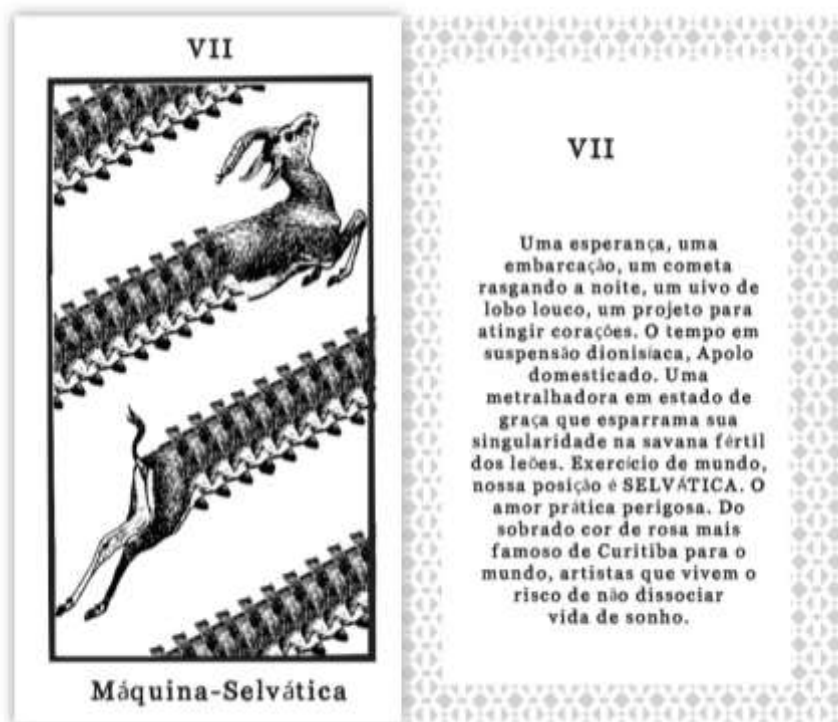 VII
Máquina-Selvática
VII
Uma esperança, uma
embarcação, um cometa
rasgando a noite, um uivo de
lobo louco, um projeto para
atingir corações. O tempo em
suspensão dionisíaca, Apolo
domesticado. Uma
metralhadora em estado de
graça que esparrama sua
singularidade na savana fértil
dos leões. Exercício de mundo,
nossa posição é SELVÁTICA. O
amor prática perigosa. Do
sobrado cor de rosa mais
famoso de Curitiba para o
mundo, artistas que vivem o
risco de não dissociar
vida de sonho.